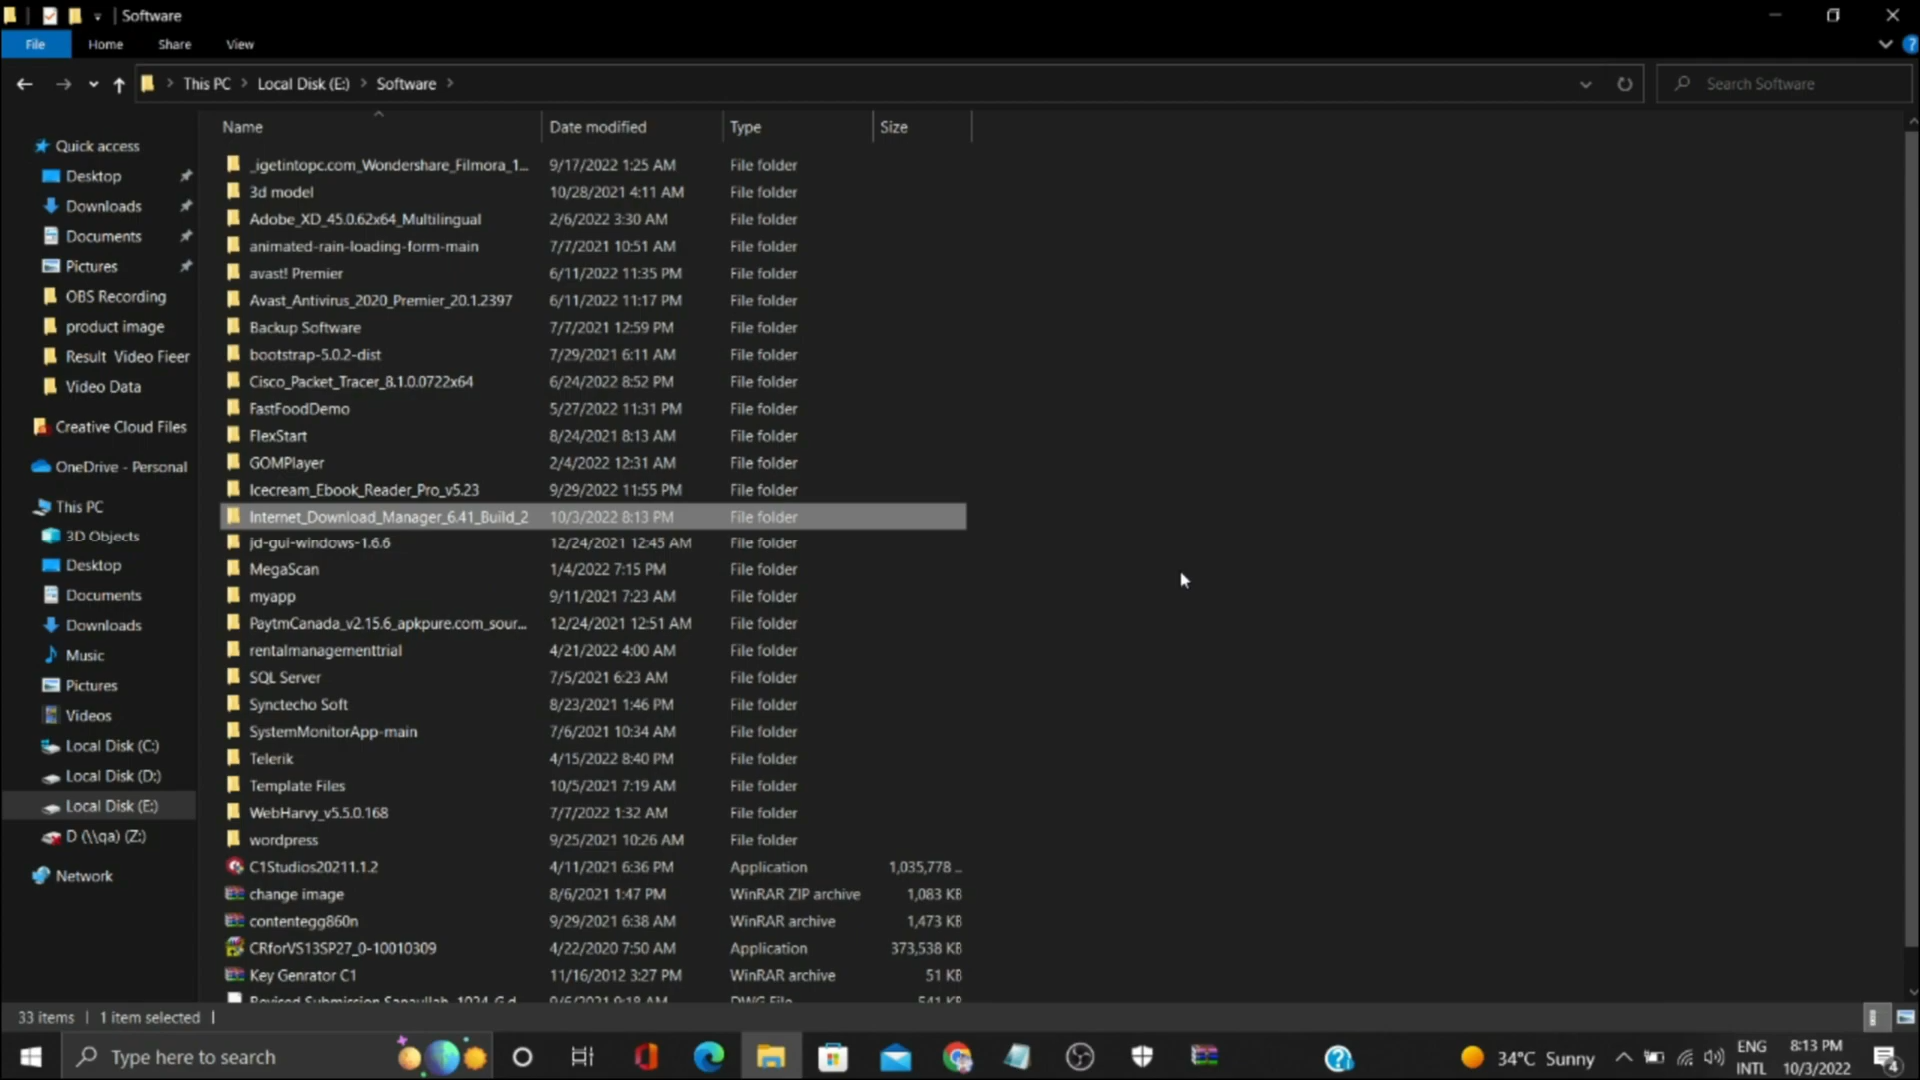 Software
File Home Share View
This PC Local Disk (E:) Software
Search Software
Name Date modified Type Size
Quick access
Desktop
Downloads
Documents
Pictures
OBS Recording
product image
Result Video Fieer
Video Data
Creative Cloud Files
OneDrive - Personal
This PC
3D Objects
Desktop
Documents
Downloads
Music
Pictures
Videos
Local Disk (C:)
Local Disk (D:)
Local Disk (E:)
D (\\qa) (Z:)
Network
_igetintopc.com_Wondershare_Filmora_1... 9/17/2022 1:25 AM File folder
3d model 10/28/2021 4:11 AM File folder
Adobe_XD_45.0.62x64_Multilingual 2/6/2022 3:30 AM File folder
animated-rain-loading-form-main 7/7/2021 10:51 AM File folder
avast! Premier 6/11/2022 11:35 PM File folder
Avast_Antivirus_2020_Premier_20.1.2397 6/11/2022 11:17 PM File folder
Backup Software 7/7/2021 12:59 PM File folder
bootstrap-5.0.2-dist 7/29/2021 6:11 AM File folder
Cisco_Packet_Tracer_8.1.0.0722x64 6/24/2022 8:52 PM File folder
FastFoodDemo 5/27/2022 11:31 PM File folder
FlexStart 8/24/2021 8:13 AM File folder
GOMPlayer 2/4/2022 12:31 AM File folder
Icecream_Ebook_Reader_Pro_v5.23 9/29/2022 11:55 PM File folder
Internet_Download_Manager_6.41_Build_2 10/3/2022 8:13 PM File folder
jd-gui-windows-1.6.6 12/24/2021 12:45 AM File folder
MegaScan 1/4/2022 7:15 PM File folder
myapp 9/11/2021 7:23 AM File folder
PaytmCanada_v2.15.6_apkpure.com_sour... 12/24/2021 12:51 AM File folder
rentalmanagementtrial 4/21/2022 4:00 AM File folder
SQL Server 7/5/2021 6:23 AM File folder
Synctecho Soft 8/23/2021 1:46 PM File folder
SystemMonitorApp-main 7/6/2021 10:34 AM File folder
Telerik 4/15/2022 8:40 PM File folder
Template Files 10/5/2021 7:19 AM File folder
WebHarvy_v5.5.0.168 7/7/2022 1:32 AM File folder
wordpress 9/25/2021 10:26 AM File folder
C1Studios20211.1.2 4/11/2021 6:36 PM Application 1,035,778 ...
change image 8/6/2021 1:47 PM WinRAR ZIP archive 1,083 KB
contentegg860n 9/29/2021 6:38 AM WinRAR archive 1,473 KB
CRforVS13SP27_0-10010309 4/22/2020 7:50 AM Application 373,538 KB
Key Genrator C1 11/16/2012 3:27 PM WinRAR archive 51 KB
33 items 1 item selected
Type here to search
34°C Sunny
ENG
INTL
8:13 PM
10/3/2022
4